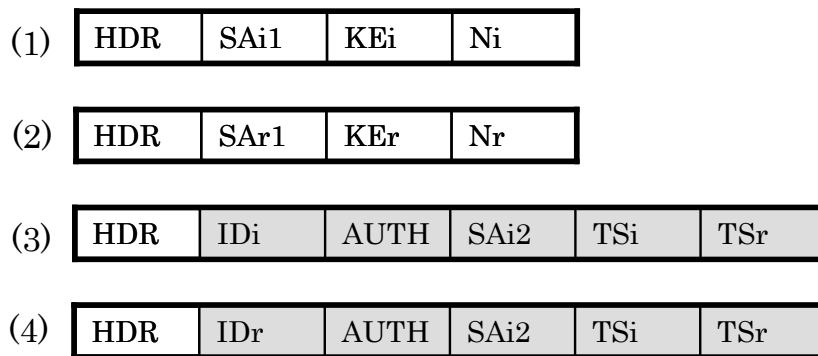 (1) HDR SAi1 KEi Ni
(2) HDR SAr1 KEr Nr
(3) HDR IDi AUTH SAi2 TSi TSr
(4) HDR IDr AUTH SAi2 TSi TSr